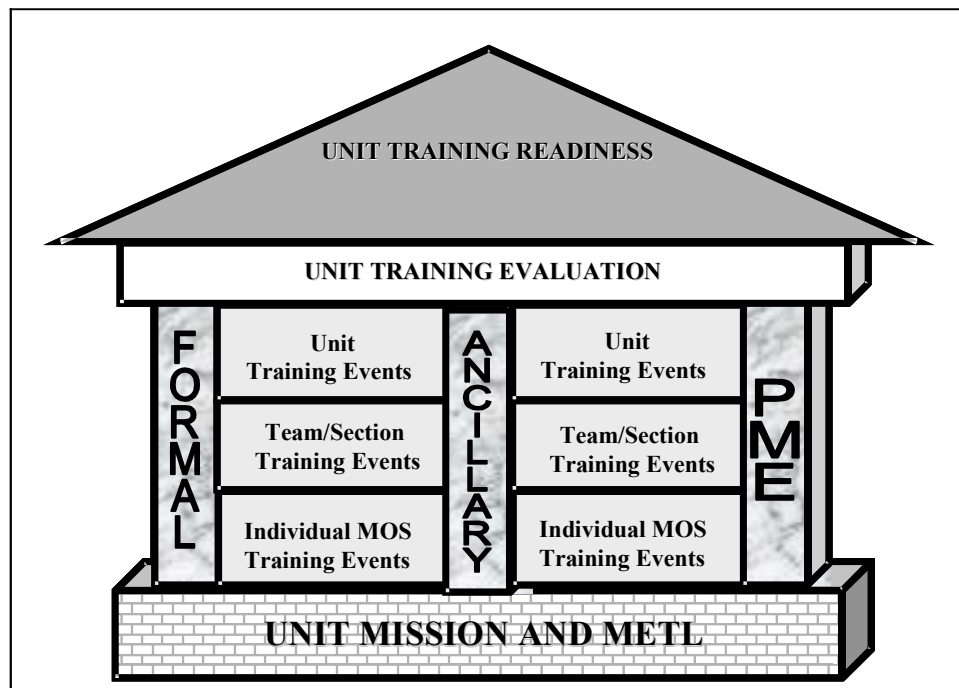 UNIT TRAINING READINESS
UNIT TRAINING EVALUATION
FORMAL
Unit
Training Events
Team/Section
Training Events
Individual MOS
Training Events
ANCILLARY
Unit
Training Events
Team/Section
Training Events
Individual MOS
Training Events
PME
UNIT MISSION AND METL